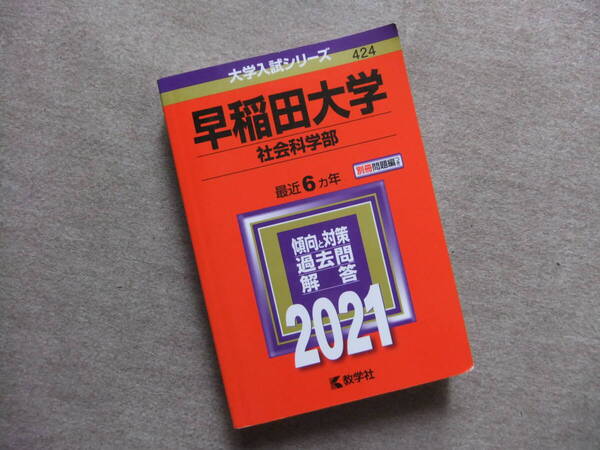 大学入試シリーズ 424
早稲田大学
社会科学部
最近6カ年
別冊問題編つき
傾向と対策
過去問
解答
2021
教学社